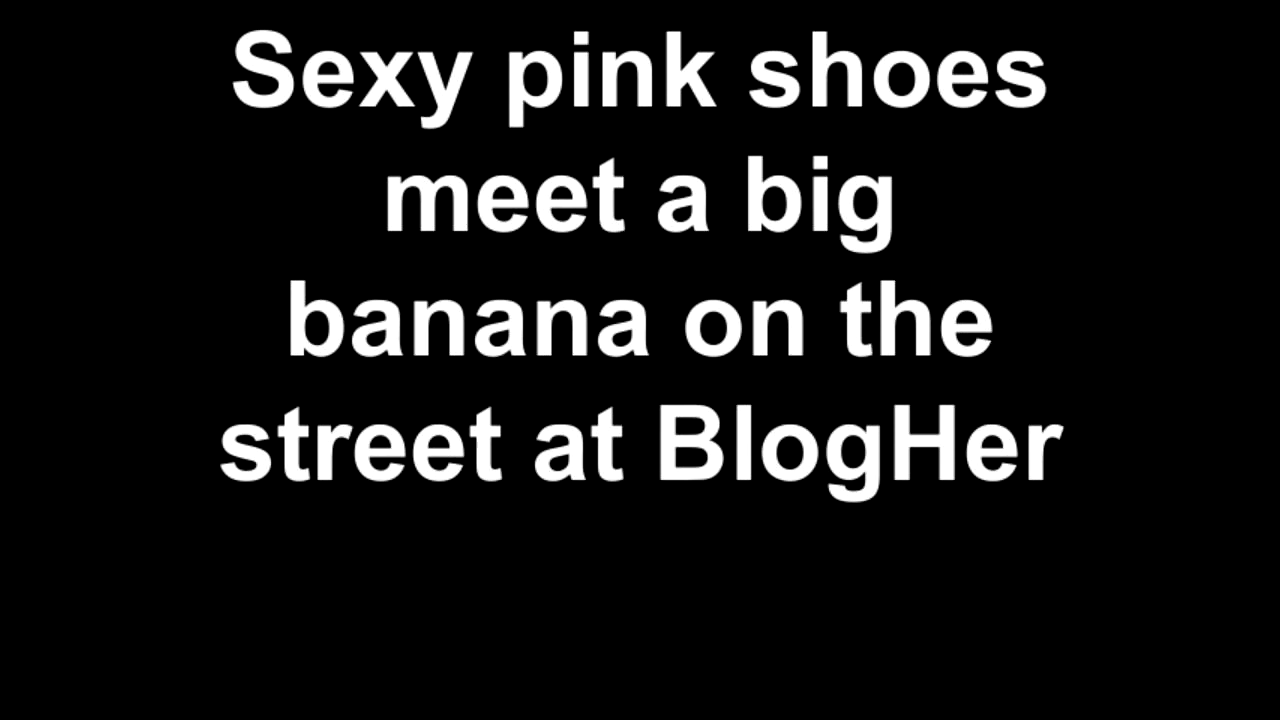 Sexy pink shoes
meet a big
banana on the
street at BlogHer